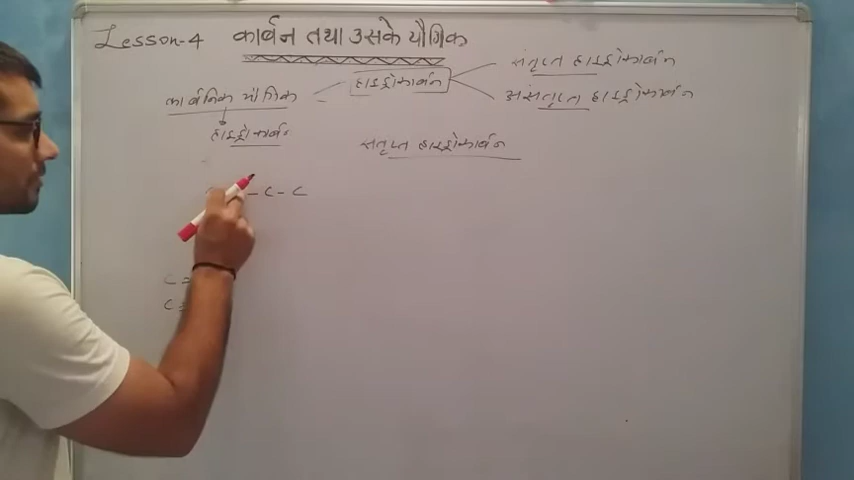 Lesson-4 कार्बन तथा उसके यौगिक
कार्बनिक यौगिक
हाइड्रोकार्बन
संतृप्त हाइड्रोकार्बन
असंतृप्त हाइड्रोकार्बन
हाइड्रोकार्बन
संतृप्त हाइड्रोकार्बन
- C - C
C =
C